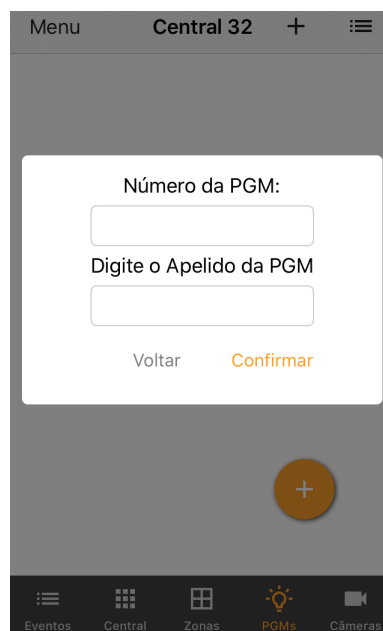 Menu Central 32
Número da PGM:
Digite o Apelido da PGM
Voltar Confirmar
Eventos Central Zonas PGMs Câmeras